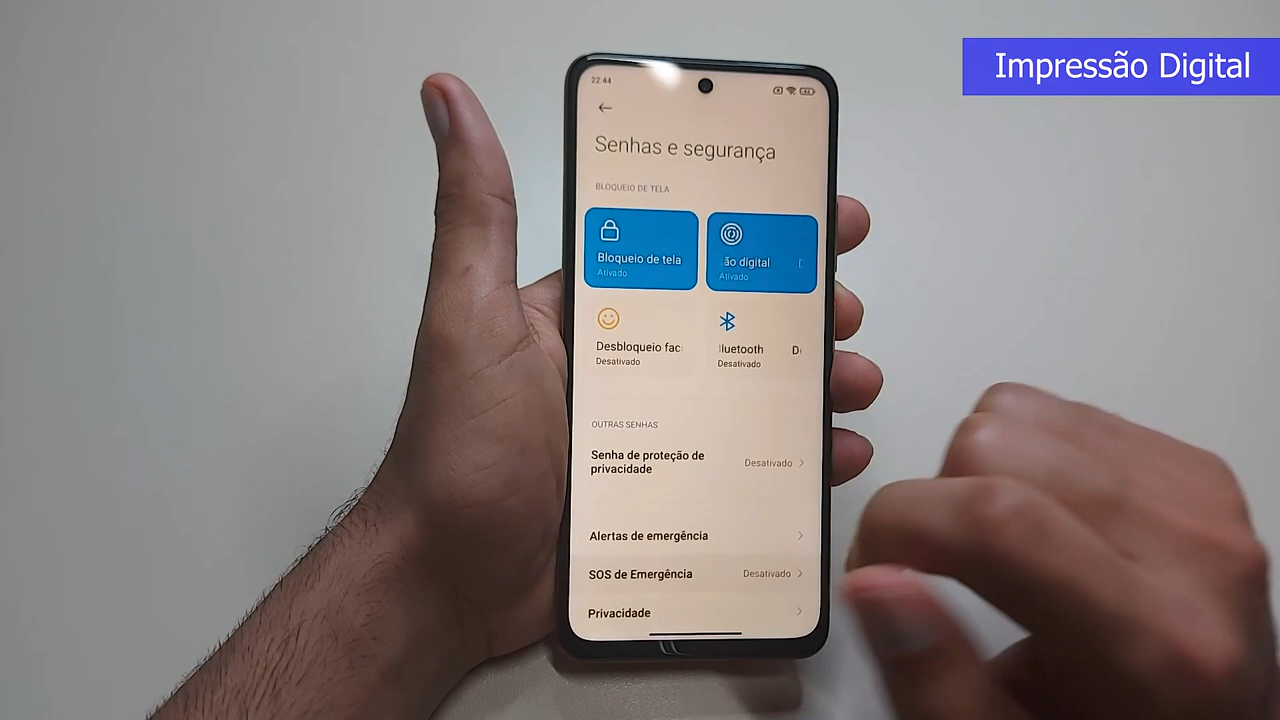 Impressão Digital
22:44
Senhas e segurança
BLOQUEIO DE TELA
Bloqueio de tela
Ativado
ão digital
Ativado
Desbloqueio fac
Desativado
luetooth
Desativado
OUTRAS SENHAS
Senha de proteção de
privacidade
Desativado
Alertas de emergência
SOS de Emergência
Desativado
Privacidade